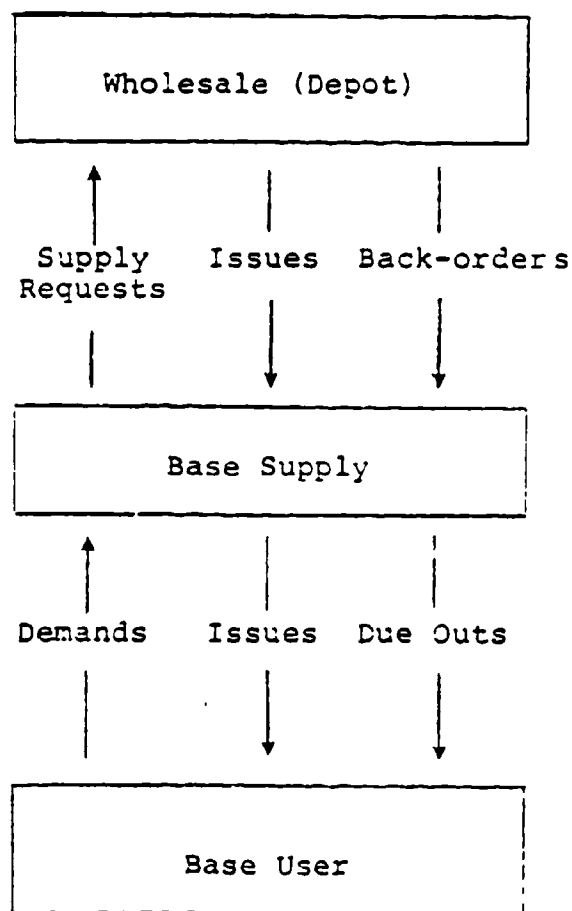 Wholesale (Depot)
Supply Requests
Issues
Back-orders
Base Supply
Demands
Issues
Due Outs
Base User